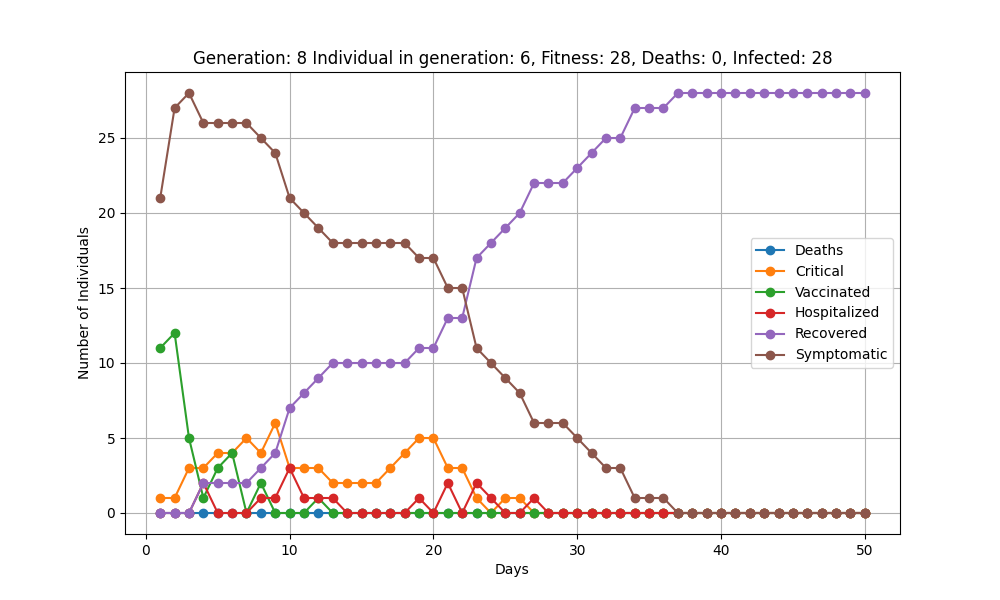 Generation: 8 Individual in generation: 6, Fitness: 28, Deaths: 0, Infected: 28
Number of Individuals
25
20
15
10
5
0
Deaths
Critical
Vaccinated
Hospitalized
Recovered
Symptomatic
0 10 20 30 40 50
Days